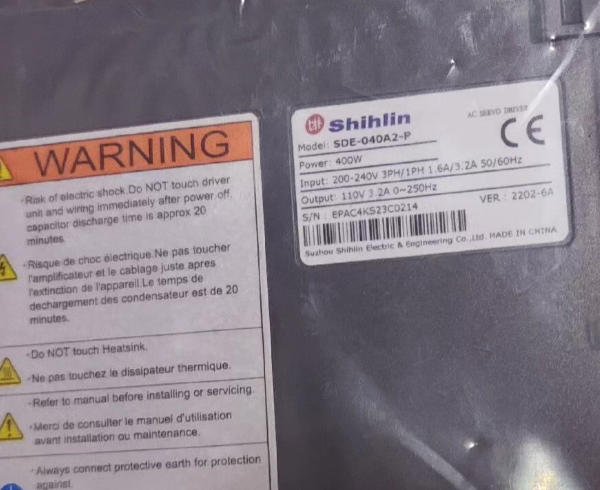 WARNING
-Risk of electric shock.Do NOT touch driver
unit and wiring immediately after power off.
capacitor discharge time is approx 20
minutes.
-Risque de choc électrique.Ne pas toucher
l'amplificateur et le cablage juste apres
l'extinction de l'appareil.Le temps de
dechargement des condensateur est de 20
minutes.
-Do NOT touch Heatsink.
-Ne pas touchez le dissipateur thermique.
-Refer to manual before installing or servicing.
-Merci de consulter le manuel d'utilisation
avant installation ou maintenance.
-Always connect protective earth for protection
against
Shihlin
AC SERVO DRIVER
Model: SDE-040A2-P
CE
Power: 400W
Input: 200-240V 3PH/1PH 1.6A/3.2A 50/60Hz
Output: 110V 3.2A 0~250Hz
S/N : EPAC4KS23C0214
VER : 2202-6A
Suzhou Shihlin Electric & Engineering Co.,Ltd. MADE IN CHINA